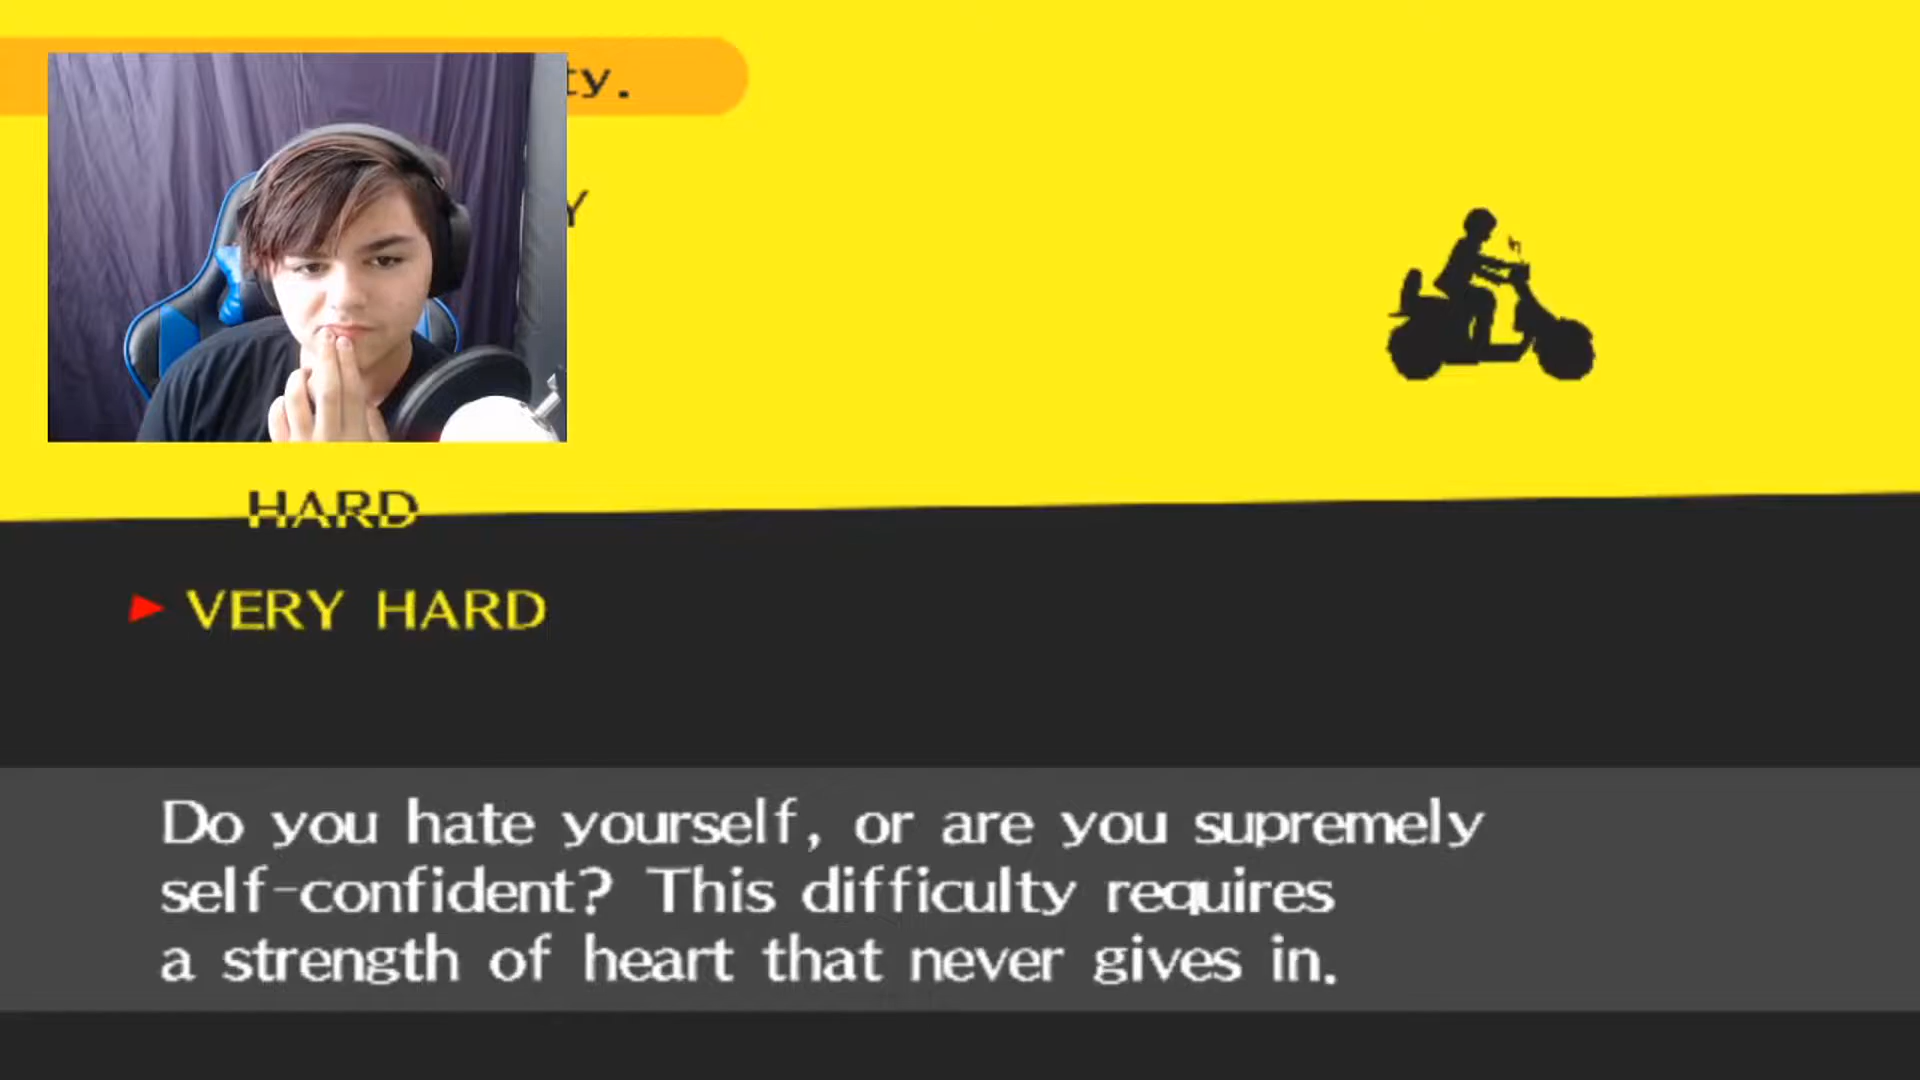 ty.
Y
HARD
VERY HARD
Do you hate yourself, or are you supremely
self-confident? This difficulty requires
a strength of heart that never gives in.